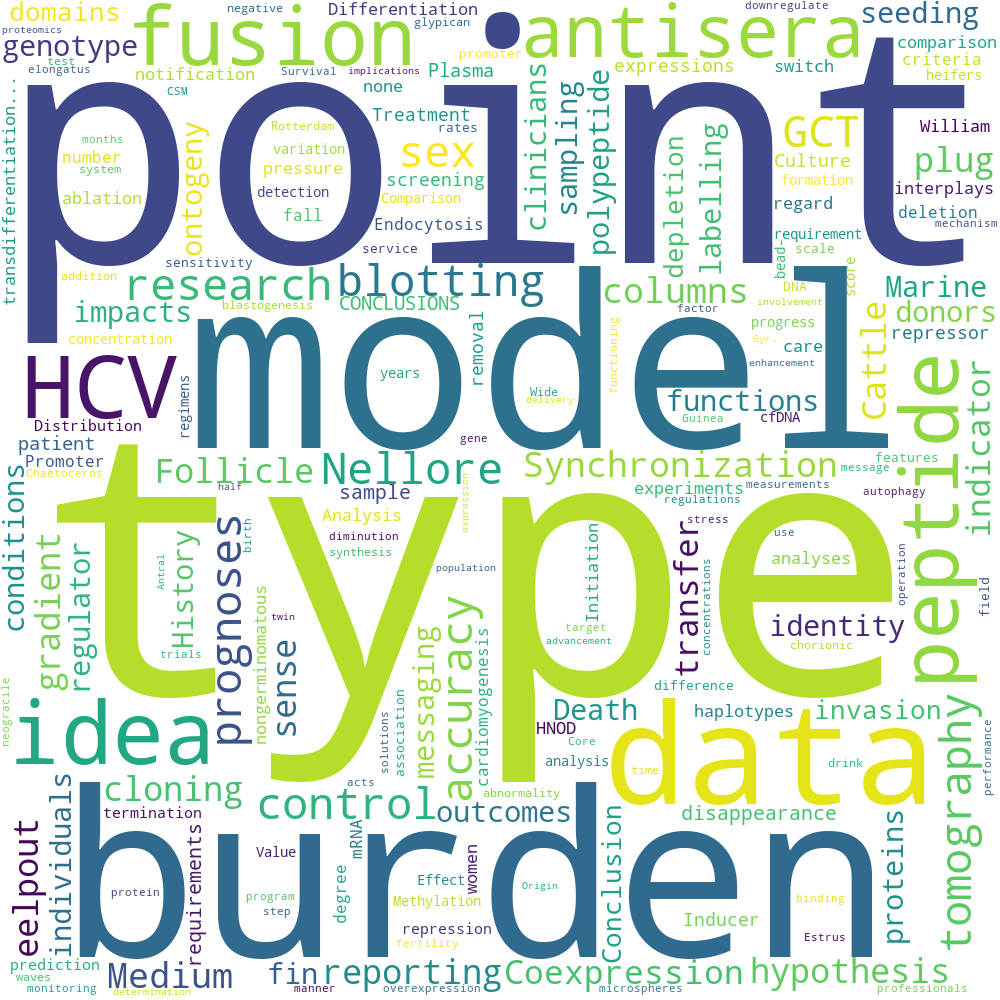 domains
negative
Differentiation
glypican
downregulate
seeding
proteomics
fusion
antisera
genotype
test
promoter
comparison
elongatus
notification
Survival
implications
Plasma
expressions
switch
criteria
heifers
CSM
none
point
transdifferentiation...
months
number
system
ablation
ontogeny
Rotterdam
variation
pressure
detection
fall
Treatment
rates
sex
screening
Comparison
Endocytosis
service
clinicians
sampling
polypeptide
depletion
labelling
GCT
Culture
formation
regard
requirement
William
plug
interplays
deletion
mechanism
sensitivity
addition
bead-
scale
score
research
blotting
columns
DNA
involvement
Marine
impacts
blastogenesis
CONCLUSIONS
factor
progress
Gyr.
donors
repressor
concentration
removal
functioning
care
enhancement
Cattle
HCV
model
years
Wide
delivery
functions
Guinea
cfDNA
peptide
indicator
Distribution
regimens
gene
patient
Promoter
Chaetoceros
Follicle
Nellore
Synchronization
message
features
half
sample
expression
experiments
regulations
measurements
autophagy
conditions
type
Analysis
diminution
synthesis
stress
use
analyses
gradient
regulator
History
Antral
trials
prognoses
birth
nongerminomatous
sense
twin
population
Initiation
target
advancement
transfer
concentrations
identity
chorionic
operation
field
messaging
accuracy
cardiomyogenesis
difference
neogracile
idea
solutions
association
Death
HNOD
Core
analysis
haplotypes
invasion
data
time
drink
performance
tomography
acts
abnormality
cloning
control
outcomes
disappearance
termination
burden
eelpout
individuals
requirements
Value
mRNA
degree
women
Effect
Origin
Conclusion
proteins
protein
program
step
Methylation
repression
fertility
Inducer
binding
Estrus
prediction
waves
monitoring
Medium
determination
fin
manner
reporting
overexpression
Coexpression
microspheres
hypothesis
professionals